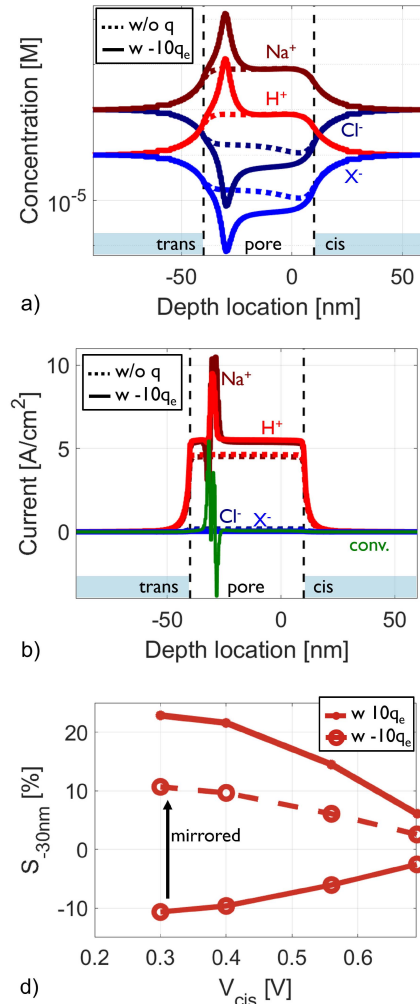 w/o q
w -10qe
Na+
H+
Cl-
X-
Concentration [M]
10-5
trans
pore
cis
-50
0
50
Depth location [nm]
a)
w/o q
w -10qe
Na+
H+
Cl- X-
conv.
Current [A/cm2]
10
5
0
trans
pore
cis
-50
0
50
Depth location [nm]
b)
w 10qe
w -10qe
mirrored
S-30nm [%]
20
10
0
-10
0.2
0.3
0.4
0.5
0.6
Vcis [V]
d)